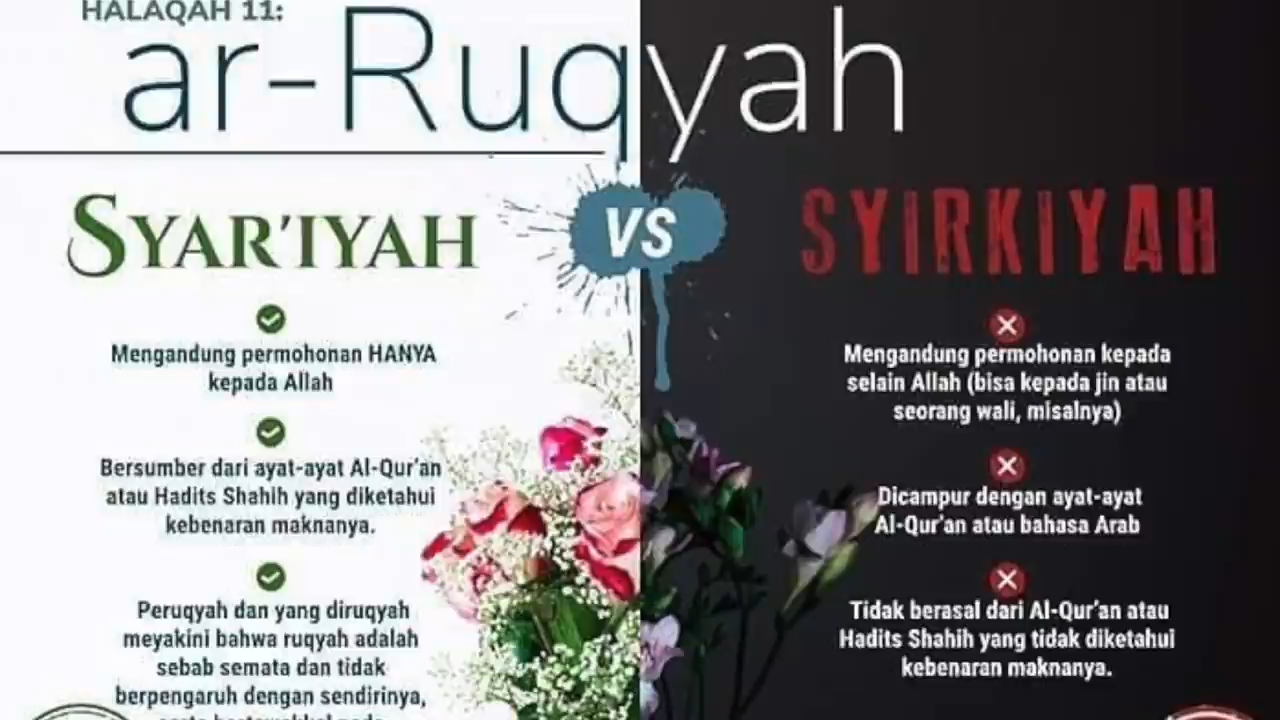 HALAQAH 11:
ar-Ruqyah
SYAR'IYAH
VS
SYIRKIYAH
Mengandung permohonan HANYA
kepada Allah
Bersumber dari ayat-ayat Al-Qur'an
atau Hadits Shahih yang diketahui
kebenaran maknanya.
Peruqyah dan yang diruqyah
meyakini bahwa ruqyah adalah
sebab semata dan tidak
berpengaruh dengan sendirinya,
Mengandung permohonan kepada
selain Allah (bisa kepada jin atau
seorang wali, misalnya)
Dicampur dengan ayat-ayat
Al-Qur'an atau bahasa Arab
Tidak berasal dari Al-Qur'an atau
Hadits Shahih yang tidak diketahui
kebenaran maknanya.